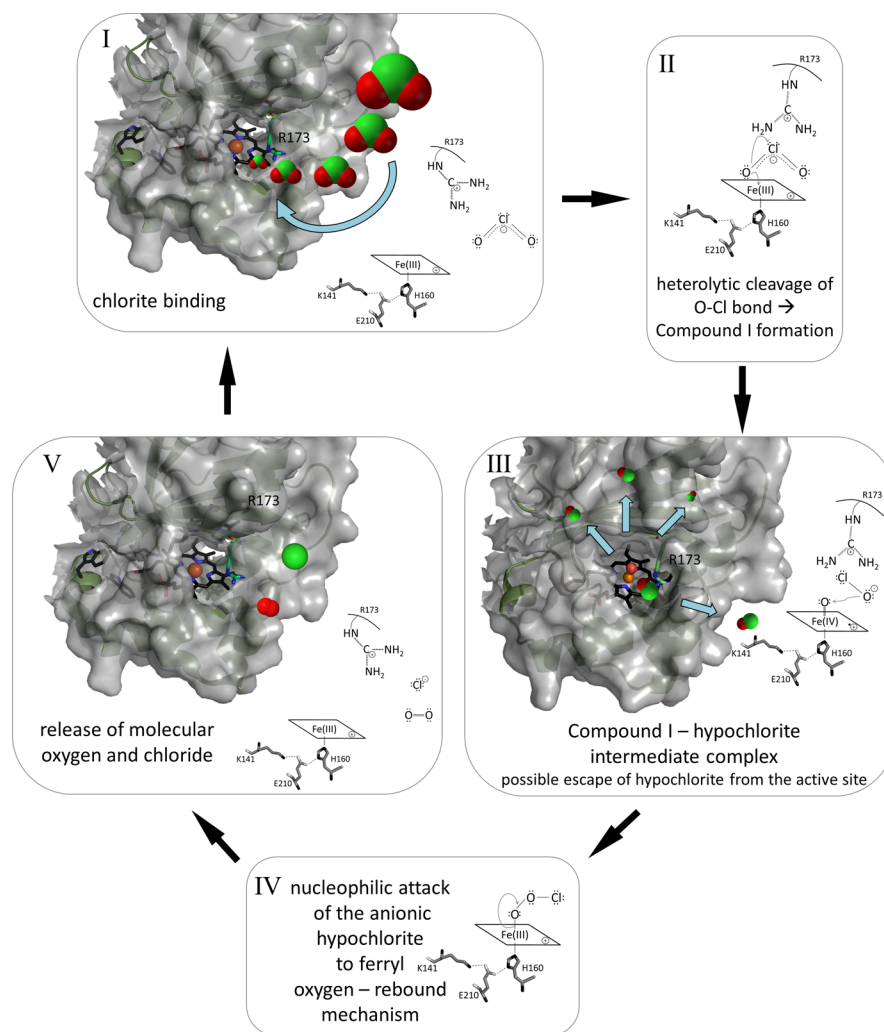 I
R173
R173
HN
C
NH₂
NH₂
Cl
O
O
Fe(III)
K141
H160
E210
chlorite binding
II
R173
HN
C
H₂N
NH₂
Cl
O
O
Fe(III)
K141
H160
E210
heterolytic cleavage of
O-Cl bond →
Compound I formation
III
R173
R173
HN
C
H₂N
NH₂
Cl
O
O
Fe(IV)
K141
H160
E210
Compound I – hypochlorite
intermediate complex
possible escape of hypochlorite from the active site
IV
nucleophilic attack
of the anionic
hypochlorite
to ferryl
oxygen – rebound
mechanism
O
Cl
O
Fe(III)
K141
H160
E210
V
R173
R173
HN
C
NH₂
NH₂
Cl
O
O
Fe(III)
K141
H160
E210
release of molecular
oxygen and chloride